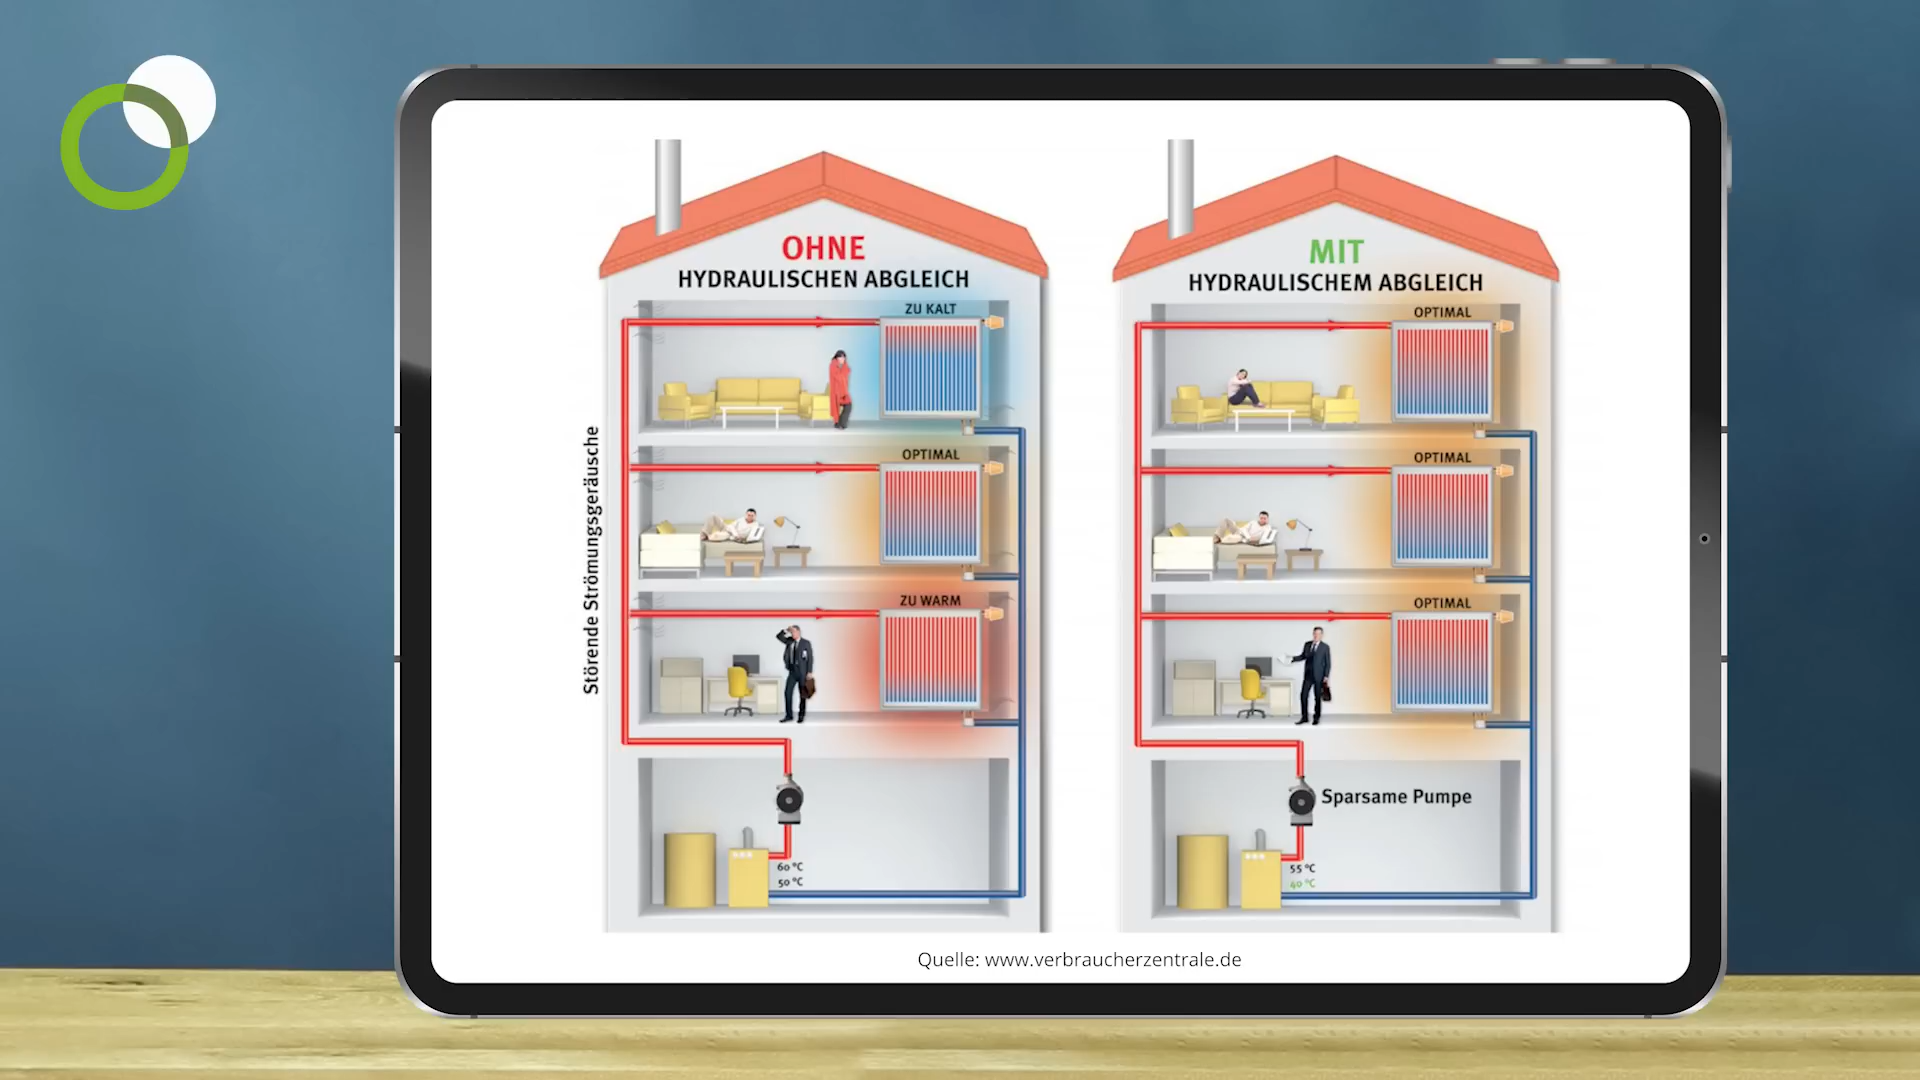 OHNE
HYDRAULISCHEN ABGLEICH
ZU KALT
OPTIMAL
ZU WARM
Störende Strömungsgeräusche
60 °C
50 °C
MIT
HYDRAULISCHEM ABGLEICH
OPTIMAL
OPTIMAL
OPTIMAL
Sparsame Pumpe
55 °C
40 °C
Quelle: www.verbraucherzentrale.de